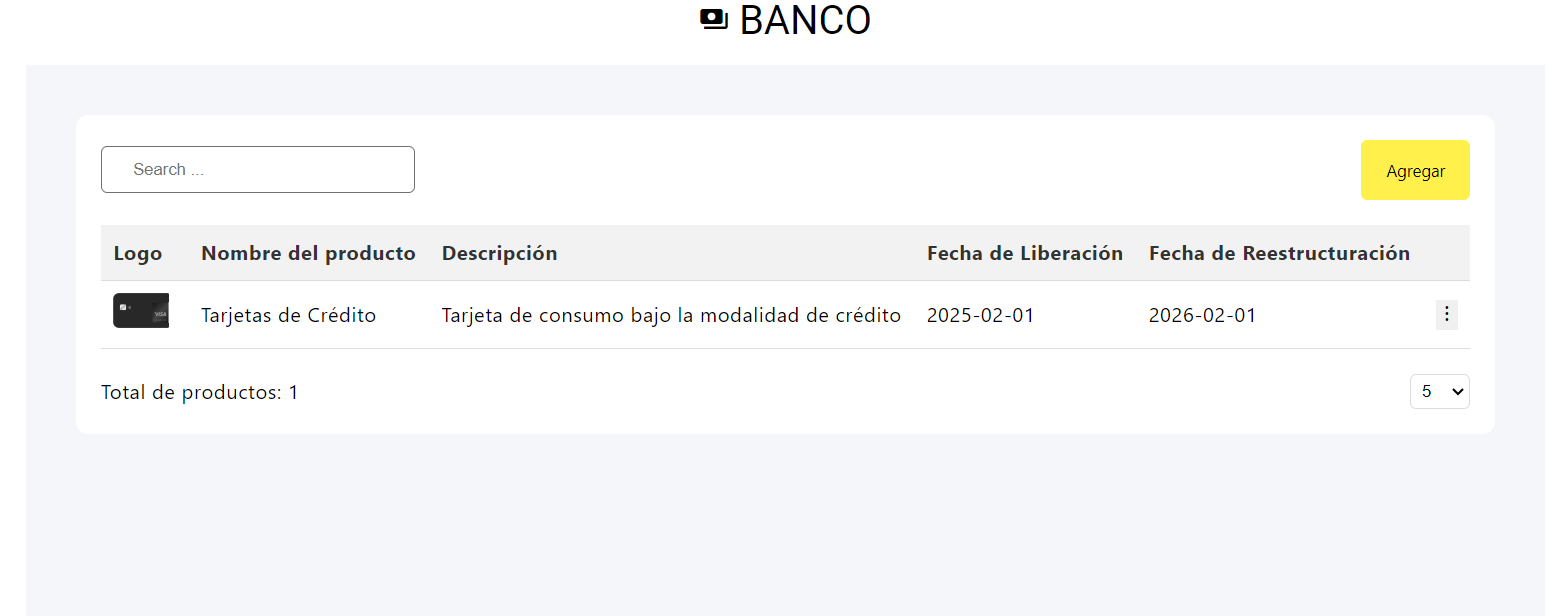 BANCO
Search ...
Agregar
Logo Nombre del producto Descripción Fecha de Liberación Fecha de Reestructuración
VISA
Tarjetas de Crédito Tarjeta de consumo bajo la modalidad de crédito 2025-02-01 2026-02-01
Total de productos: 1
5